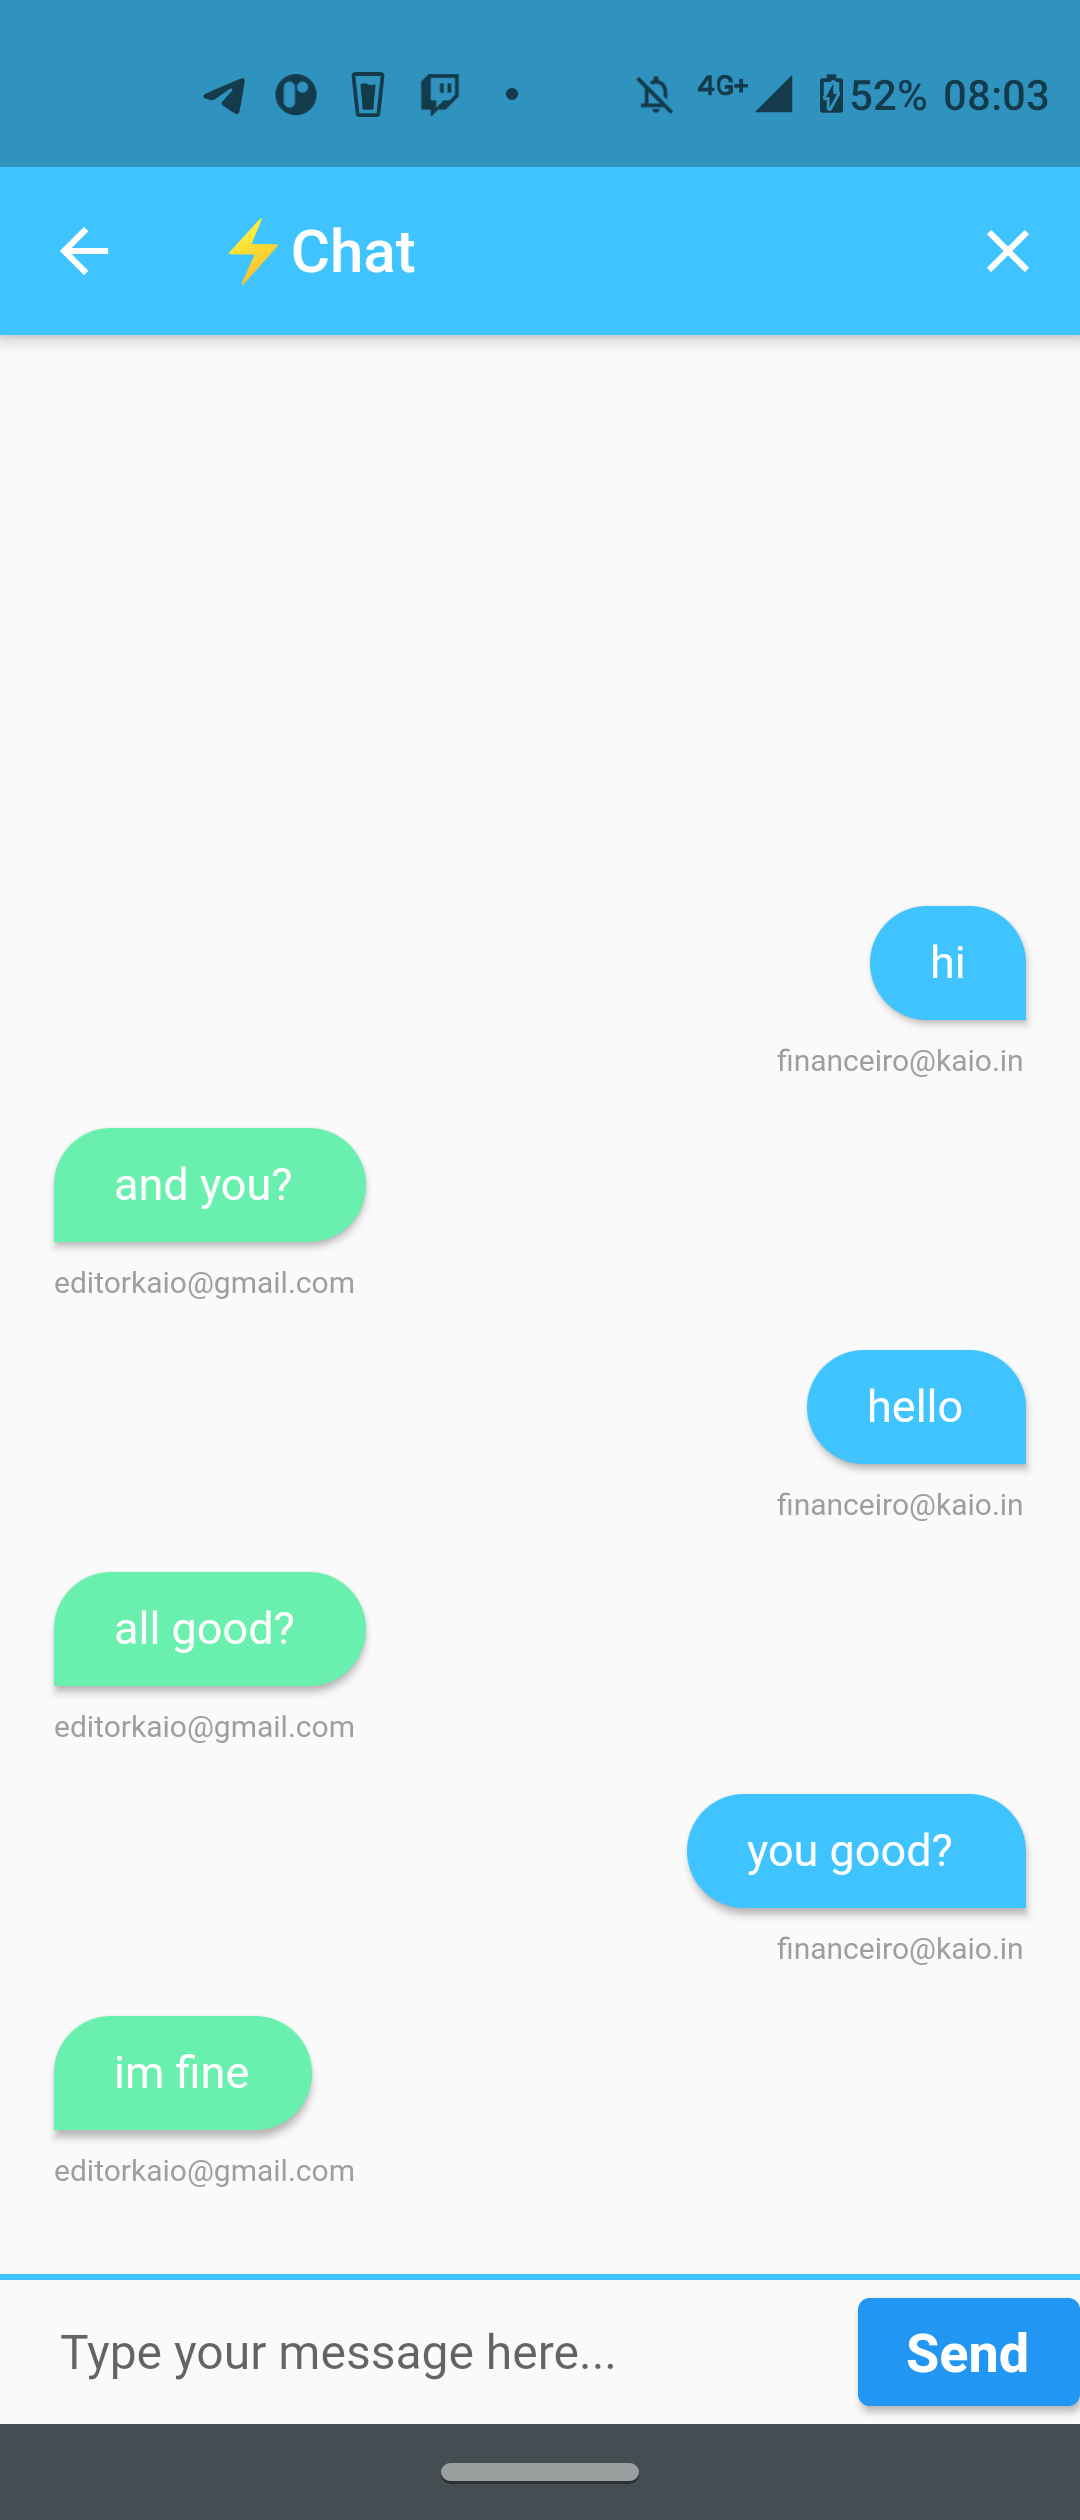 4G+ 52% 08:03
⚡Chat
hi
financeiro@kaio.in
and you?
editorkaio@gmail.com
hello
financeiro@kaio.in
all good?
editorkaio@gmail.com
you good?
financeiro@kaio.in
im fine
editorkaio@gmail.com
Type your message here...
Send